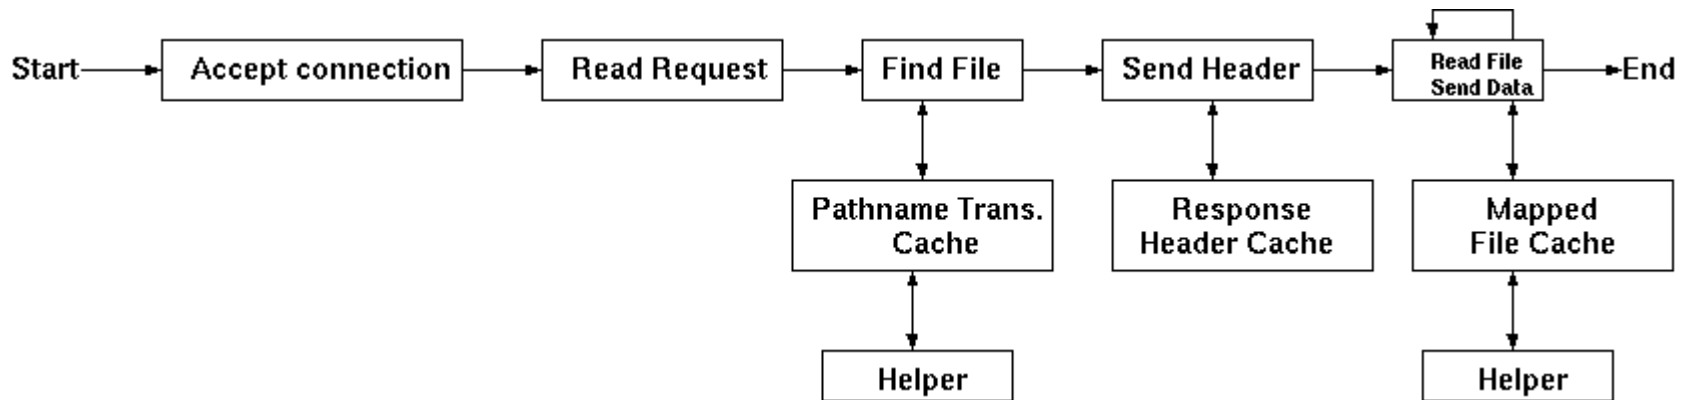 Start
Accept connection
Read Request
Find File
Send Header
Read File
Send Data
End
Pathname Trans.
Cache
Response
Header Cache
Mapped
File Cache
Helper
Helper